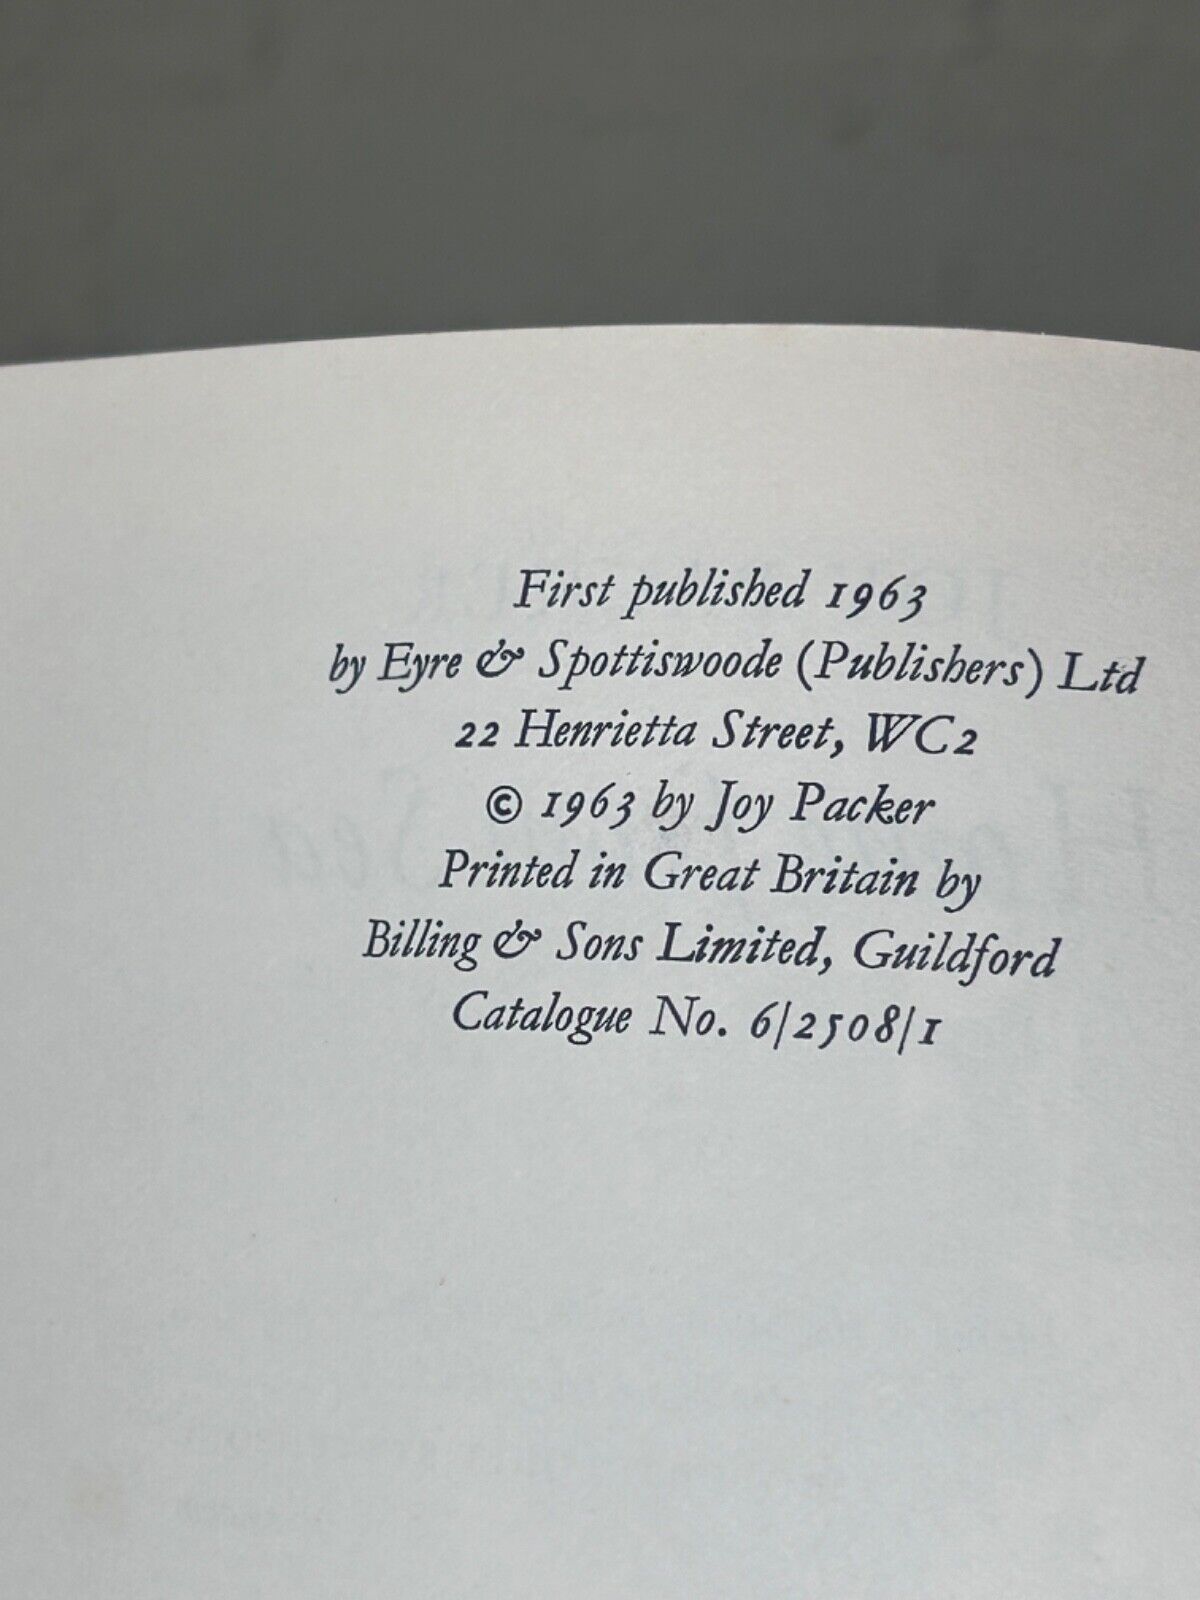 First published 1963
by Eyre & Spottiswoode (Publishers) Ltd
22 Henrietta Street, WC2
© 1963 by Joy Packer
Printed in Great Britain by
Billing & Sons Limited, Guildford
Catalogue No. 6/2508/1